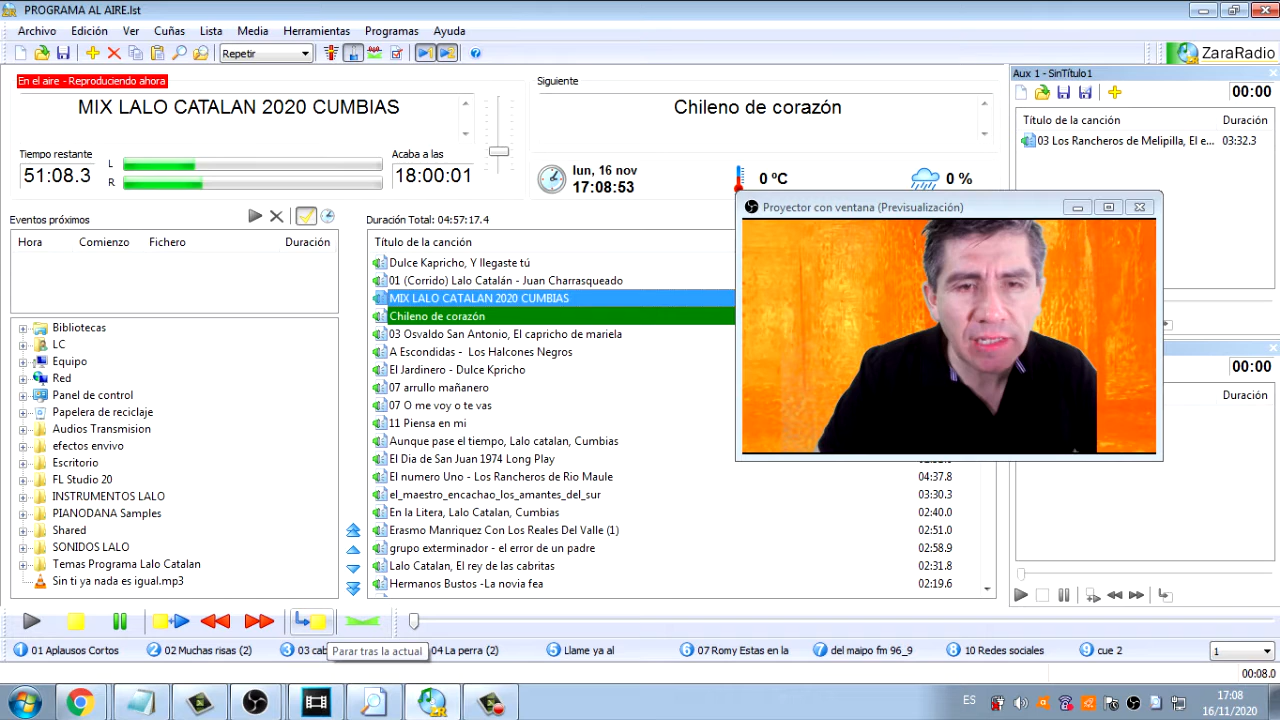 PROGRAMA AL AIRE.lst
Archivo Edición Ver Cuñas Lista Media Herramientas Programas Ayuda
Repetir
ZaraRadio
En el aire - Reproduciendo ahora
MIX LALO CATALAN 2020 CUMBIAS
Siguiente
Chileno de corazón
Tiempo restante
51:08.3
L
R
Acaba a las
18:00:01
lun, 16 nov
17:08:53
0 ºC
0 %
Aux 1 - SinTítulo1
00:00
Título de la canción Duración
03 Los Rancheros de Melipilla, El e... 03:32.3
Proyector con ventana (Previsualización)
Eventos próximos
Hora Comienzo Fichero Duración
Duración Total: 04:57:17.4
Título de la canción
Dulce Kapricho, Y llegaste tú
01 (Corrido) Lalo Catalán - Juan Charrasqueado
MIX LALO CATALAN 2020 CUMBIAS
Chileno de corazón
03 Osvaldo San Antonio, El capricho de mariela
A Escondidas - Los Halcones Negros
El Jardinero - Dulce Kpricho
07 arrullo mañanero
07 O me voy o te vas
11 Piensa en mi
Aunque pase el tiempo, Lalo catalan, Cumbias
El Dia de San Juan 1974 Long Play
El numero Uno - Los Rancheros de Rio Maule 04:37.8
el_maestro_encachao_los_amantes_del_sur 03:30.3
En la Litera, Lalo Catalan, Cumbias 02:40.0
Erasmo Manriquez Con Los Reales Del Valle (1) 02:51.0
grupo exterminador - el error de un padre 02:58.9
Lalo Catalan, El rey de las cabritas 02:31.8
Hermanos Bustos -La novia fea 02:19.6
Bibliotecas
LC
Equipo
Red
Panel de control
Papelera de reciclaje
Audios Transmision
efectos envivo
Escritorio
FL Studio 20
INSTRUMENTOS LALO
PIANODANA Samples
Shared
SONIDOS LALO
Temas Programa Lalo Catalan
Sin ti ya nada es igual.mp3
00:00
Duración
Parar tras la actual
1 01 Aplausos Cortos
2 02 Muchas risas (2)
3 03 cab
04 La perra (2)
5 Llame ya al
6 07 Romy Estas en la
7 del maipo fm 96_9
8 10 Redes sociales
9 cue 2
1
00:08.0
ES
17:08
16/11/2020